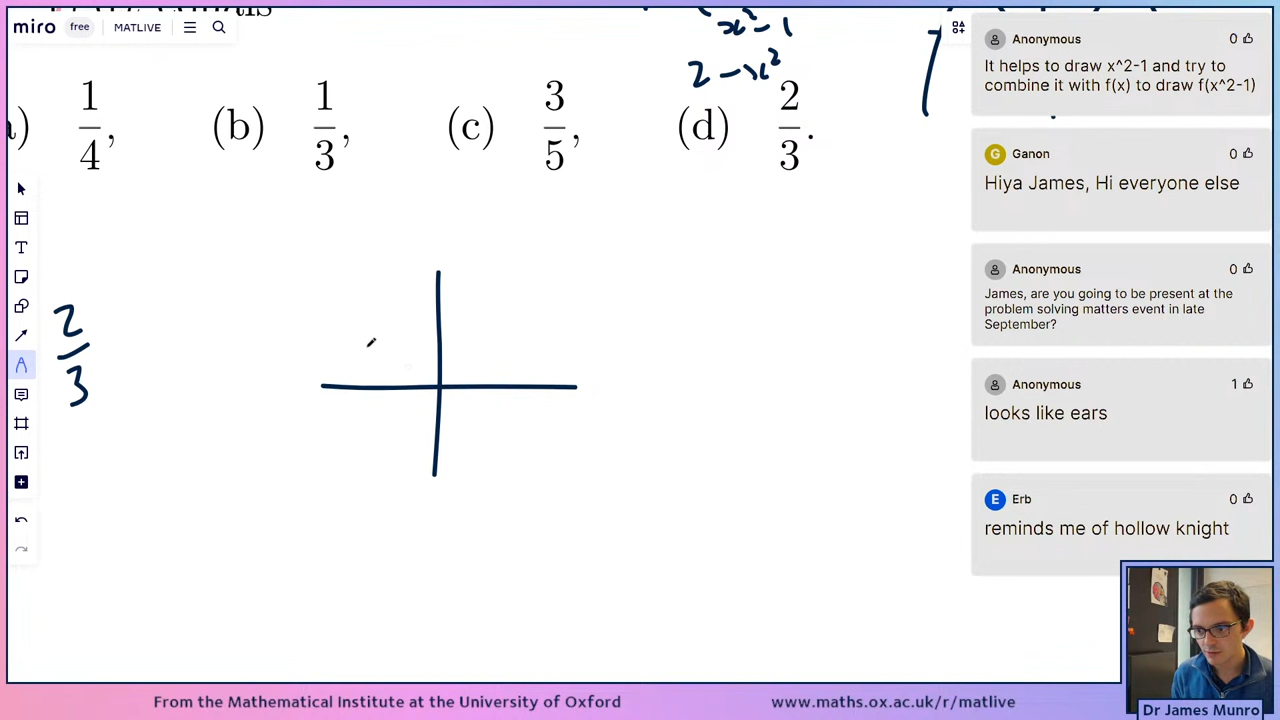 miro free MATLIVE
x²-1
2-x²
1/4, (b) 1/3, (c) 3/5, (d) 2/3.
2/3
Anonymous 0
It helps to draw x^2-1 and try to
combine it with f(x) to draw f(x^2-1)
G Ganon 0
Hiya James, Hi everyone else
Anonymous 0
James, are you going to be present at the
problem solving matters event in late
September?
Anonymous 1
looks like ears
E Erb 0
reminds me of hollow knight
From the Mathematical Institute at the University of Oxford
www.maths.ox.ac.uk/r/matlive
Dr James Munro